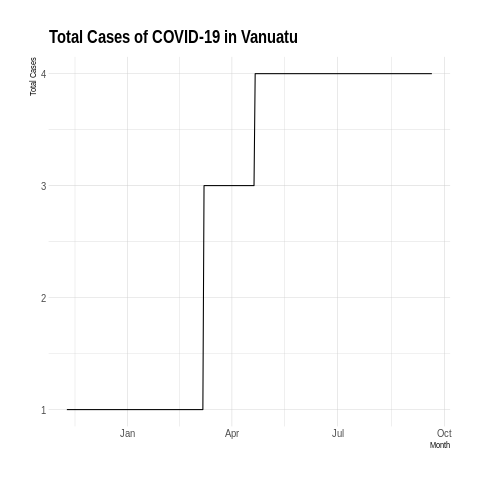 Total Cases of COVID-19 in Vanuatu
Total Cases
4
3
2
1
Jan Apr Jul Oct
Month